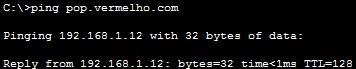 C:\>ping pop.vermelho.com
Pinging 192.168.1.12 with 32 bytes of data:
Reply from 192.168.1.12: bytes=32 time<1ms TTL=128